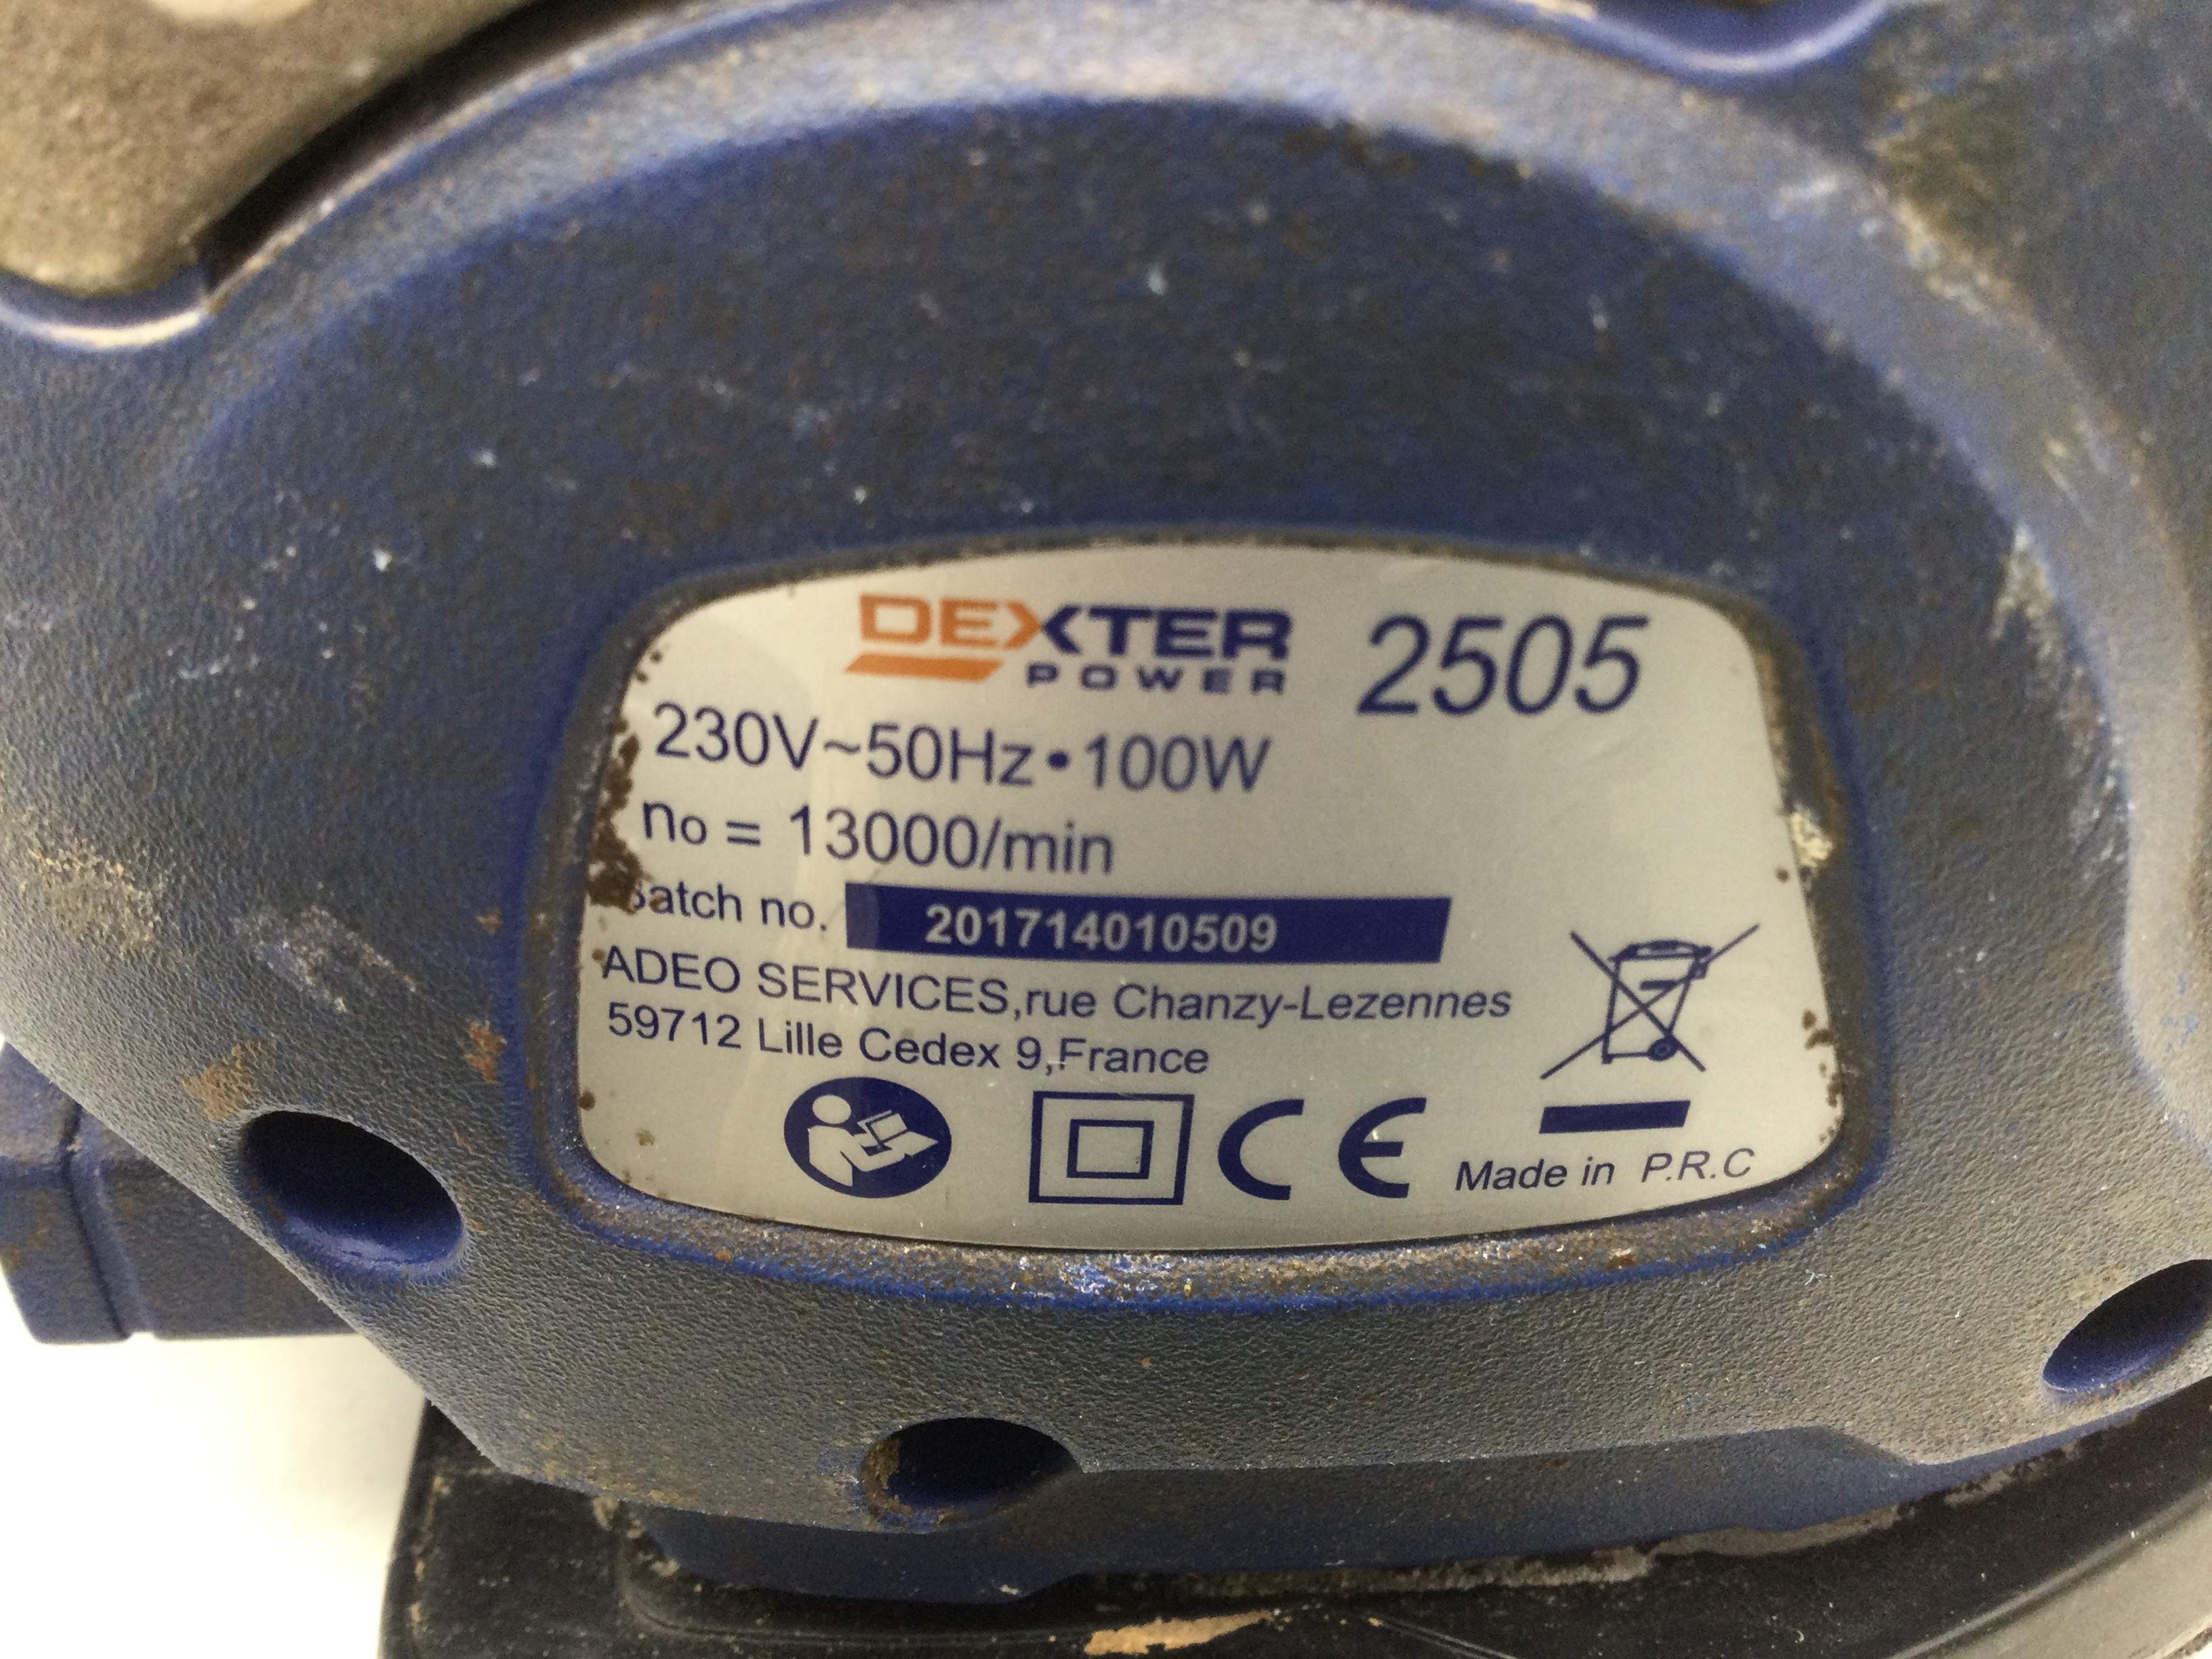 DEXTER 2505
POWER
230V~50Hz•100W
no = 13000/min
Batch no. 201714010509
ADEO SERVICES,rue Chanzy-Lezennes
59712 Lille Cedex 9,France
CE
Made in P.R.C